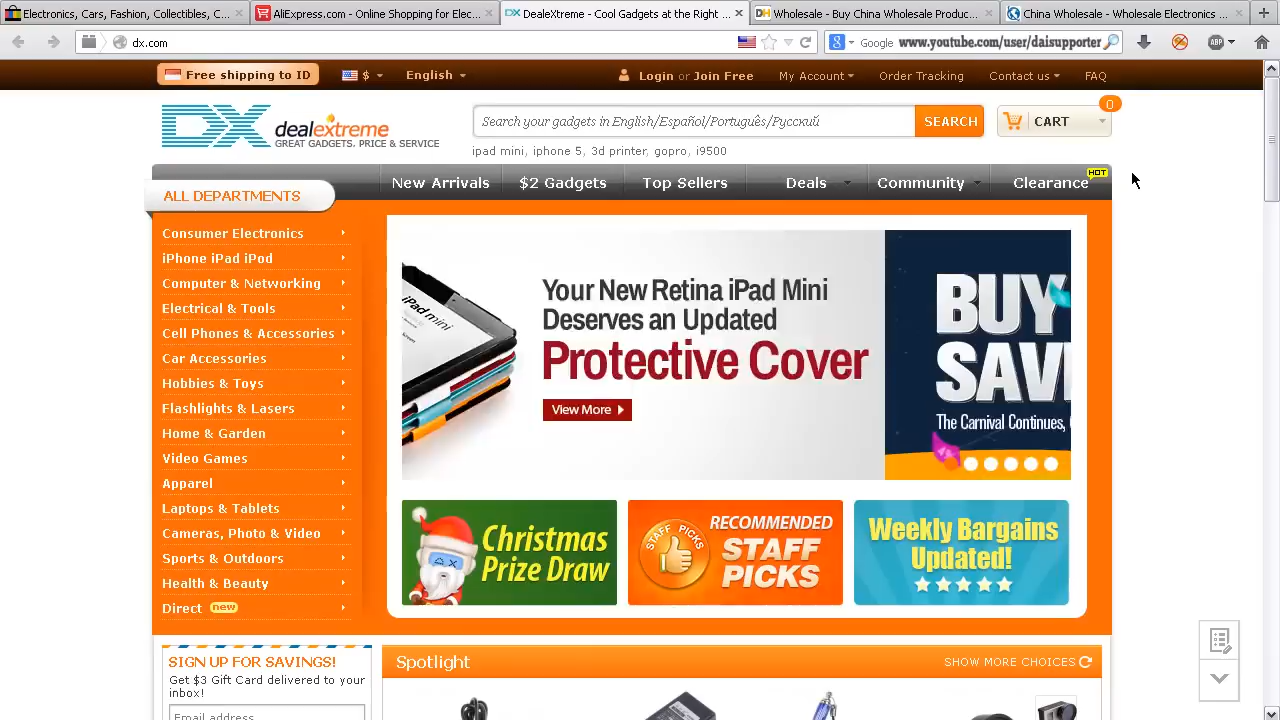 Electronics, Cars, Fashion, Collectibles, C...
AliExpress.com - Online Shopping for Elec...
DealeXtreme - Cool Gadgets at the Right ...
Wholesale - Buy China Wholesale Produc...
China Wholesale - Wholesale Electronics ...
dx.com
Google
www.youtube.com/user/daisupporter
ABP
Free shipping to ID
$
English
Login or Join Free
My Account
Order Tracking
Contact us
FAQ
DX dealextreme
GREAT GADGETS, PRICE & SERVICE
Search your gadgets in English/Español/Português/Русский
SEARCH
CART
0
ipad mini, iphone 5, 3d printer, gopro, i9500
New Arrivals
$2 Gadgets
Top Sellers
Deals
Community
Clearance
HOT
ALL DEPARTMENTS
Consumer Electronics
iPhone iPad iPod
Computer & Networking
Electrical & Tools
Cell Phones & Accessories
Car Accessories
Hobbies & Toys
Flashlights & Lasers
Home & Garden
Video Games
Apparel
Laptops & Tablets
Cameras, Photo & Video
Sports & Outdoors
Health & Beauty
Direct new
iPad mini
Your New Retina iPad Mini
Deserves an Updated
Protective Cover
View More
BUY
SAV
The Carnival Continues,
Christmas
Prize Draw
STAFF PICKS
RECOMMENDED
STAFF
PICKS
Weekly Bargains
Updated!
SIGN UP FOR SAVINGS!
Get $3 Gift Card delivered to your
inbox!
Email address
Spotlight
SHOW MORE CHOICES